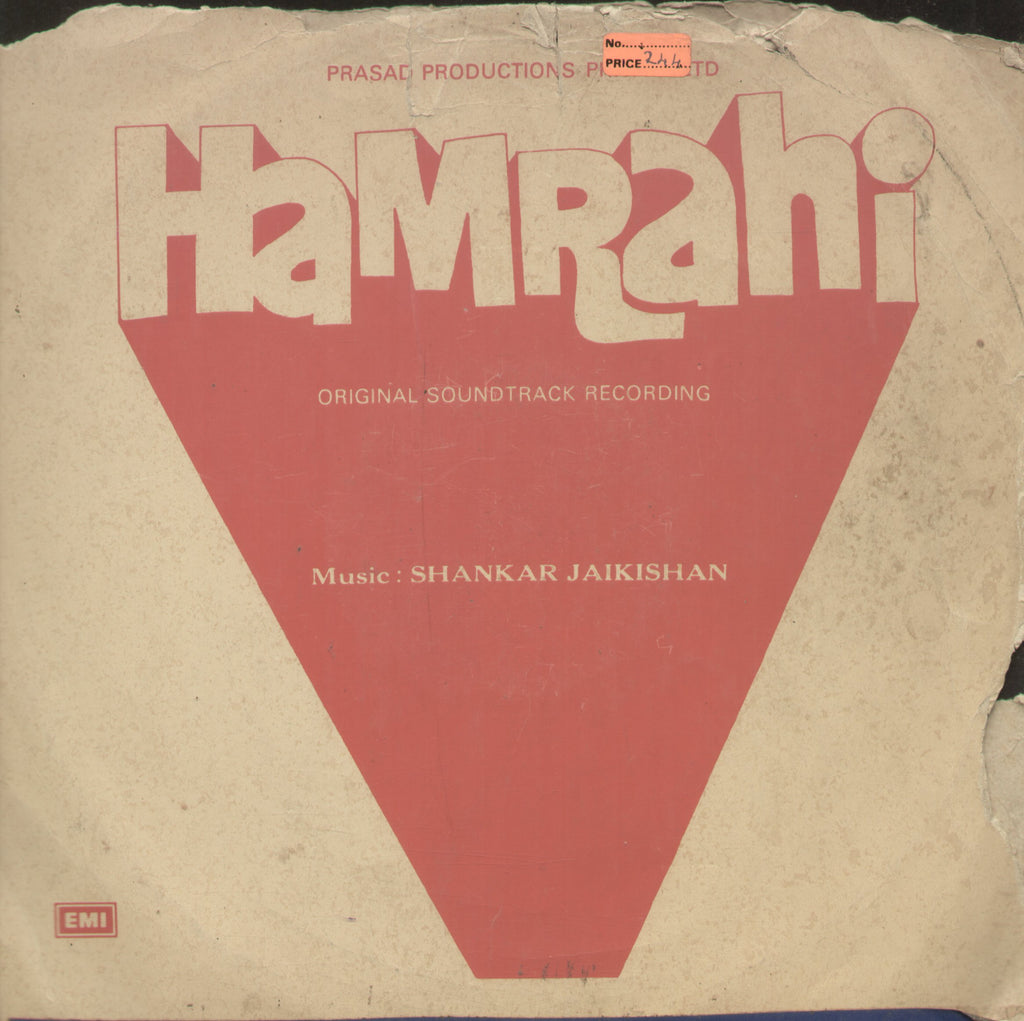 No.............
PRICE 244
PRASAD PRODUCTIONS
HaMRahi
ORIGINAL SOUNDTRACK RECORDING
Music : SHANKAR JAIKISHAN
EMI